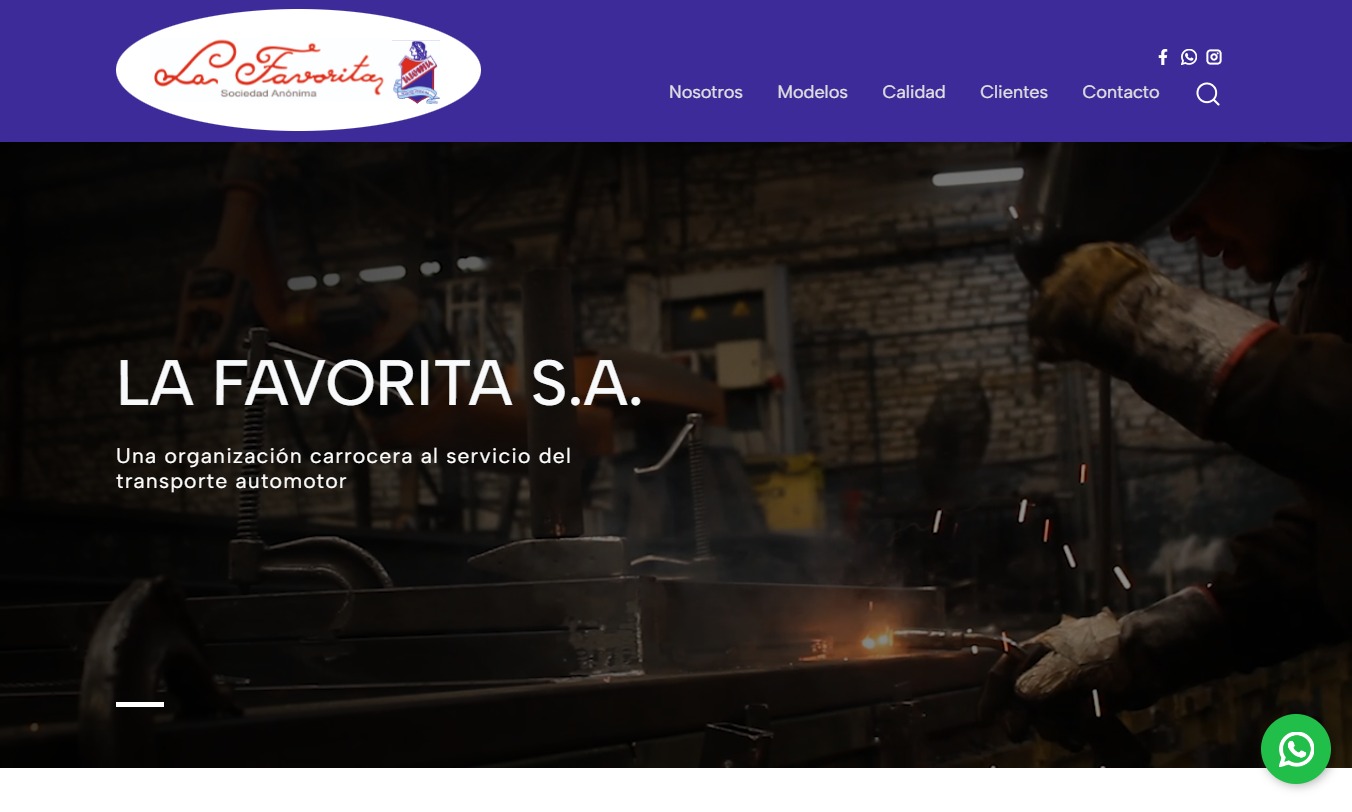 La Favorita
Sociedad Anónima
Nosotros Modelos Calidad Clientes Contacto
LA FAVORITA S.A.
Una organización carrocera al servicio del
transporte automotor